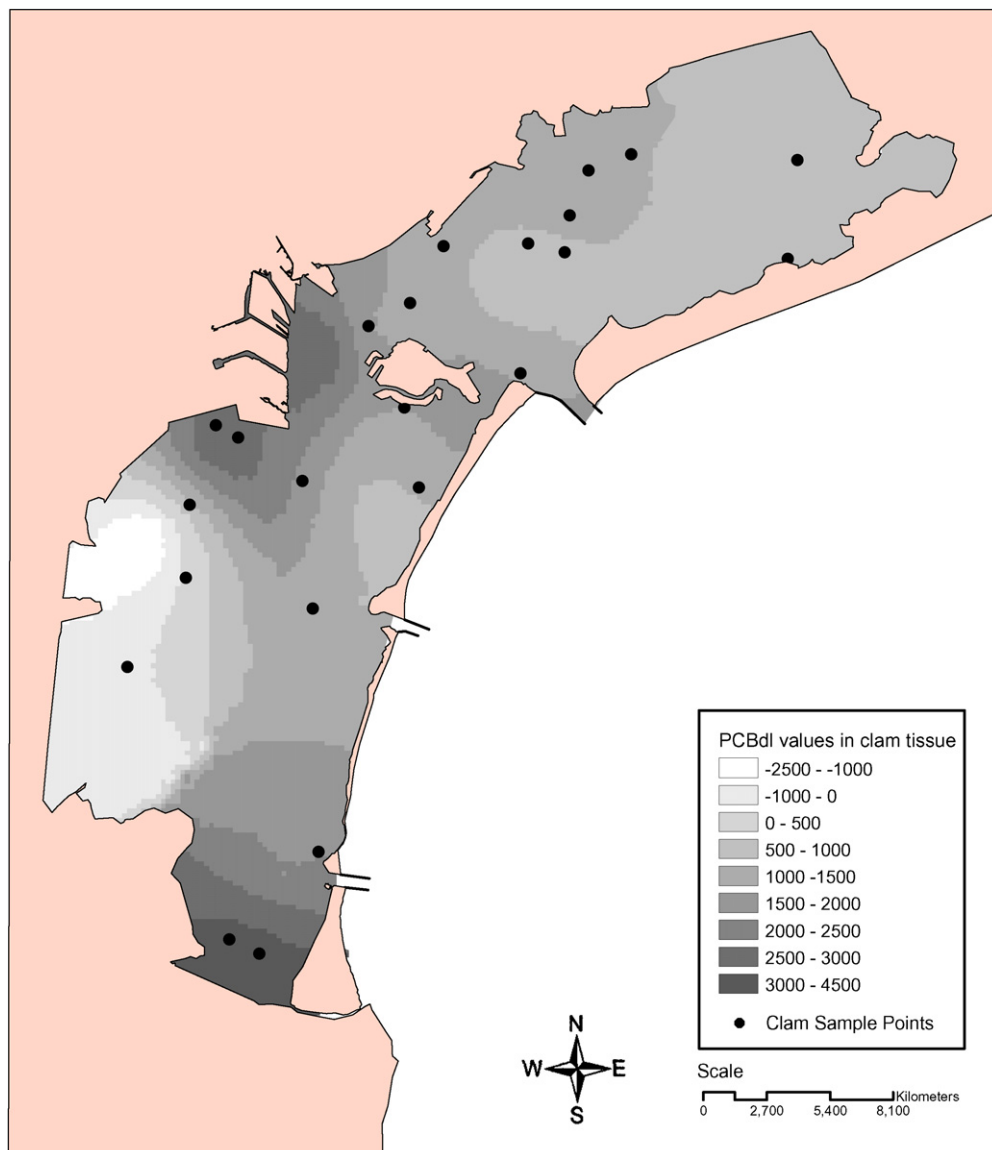 PCBdl values in clam tissue
-2500 - -1000
-1000 - 0
0 - 500
500 - 1000
1000 -1500
1500 - 2000
2000 - 2500
2500 - 3000
3000 - 4500
Clam Sample Points
N
W E
S
Scale
Kilometers
0 2,700 5,400 8,100